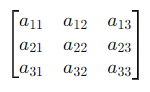 a₁₁ a₁₂ a₁₃
a₂₁ a₂₂ a₂₃
a₃₁ a₃₂ a₃₃